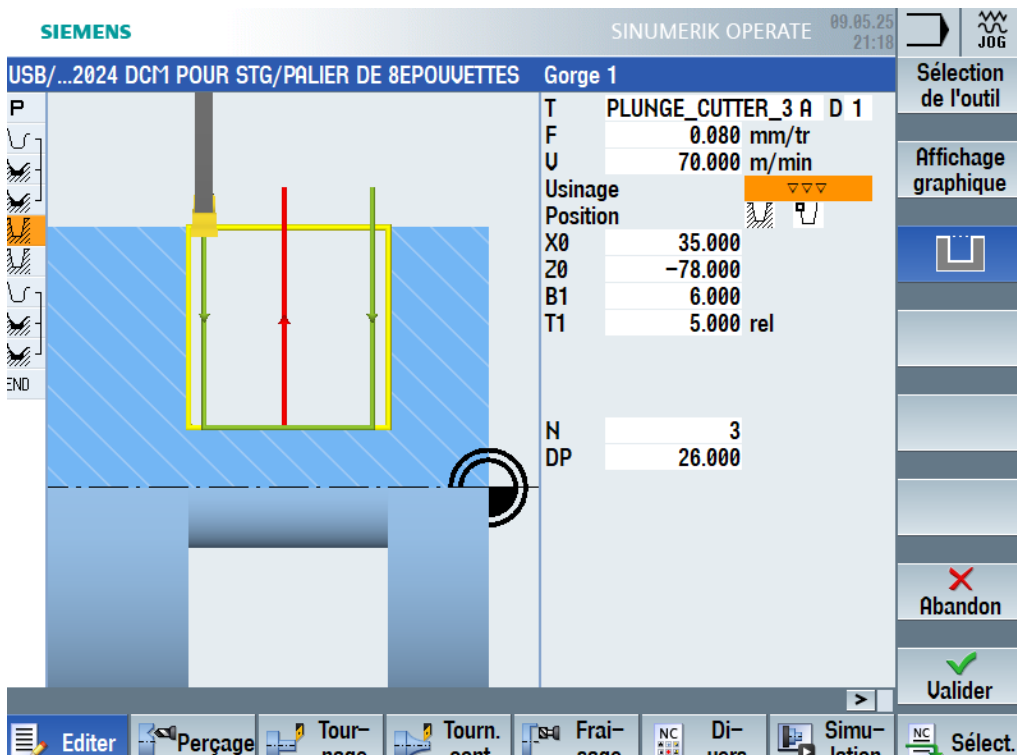 SIEMENS
SINUMERIK OPERATE
09.05.25
21:18
JOG
USB/...2024 DCM POUR STG/PALIER DE 8EPOUVETTES
Gorge 1
Sélection
de l'outil
P
T PLUNGE_CUTTER_3 A D 1
F 0.080 mm/tr
V 70.000 m/min
Usinage ▽▽▽
Position
X0 35.000
Z0 -78.000
B1 6.000
T1 5.000 rel
N 3
DP 26.000
END
Affichage
graphique
Abandon
Valider
>
Editer
Perçage
Tour-
Tourn.
Frai-
NC
Di-
Simu-
NC
Sélect.